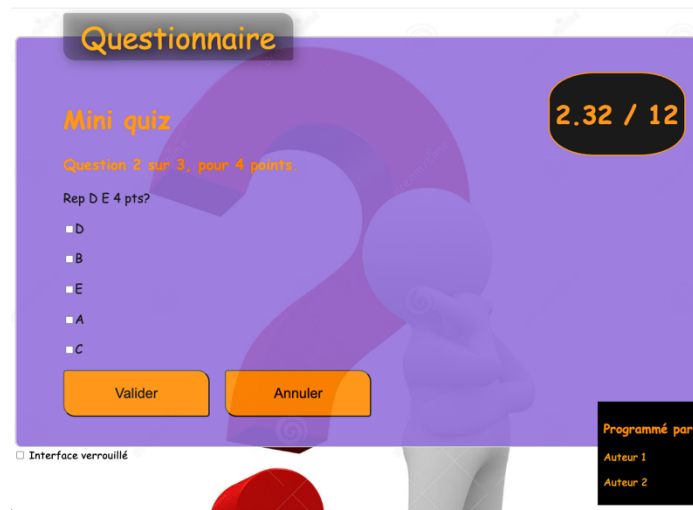 Questionnaire
2.32 / 12
Mini quiz
Question 2 sur 3, pour 4 points.
Rep D E 4 pts?
D
B
E
A
C
Valider
Annuler
Programmé par
Interface verrouillé
Auteur 1
Auteur 2